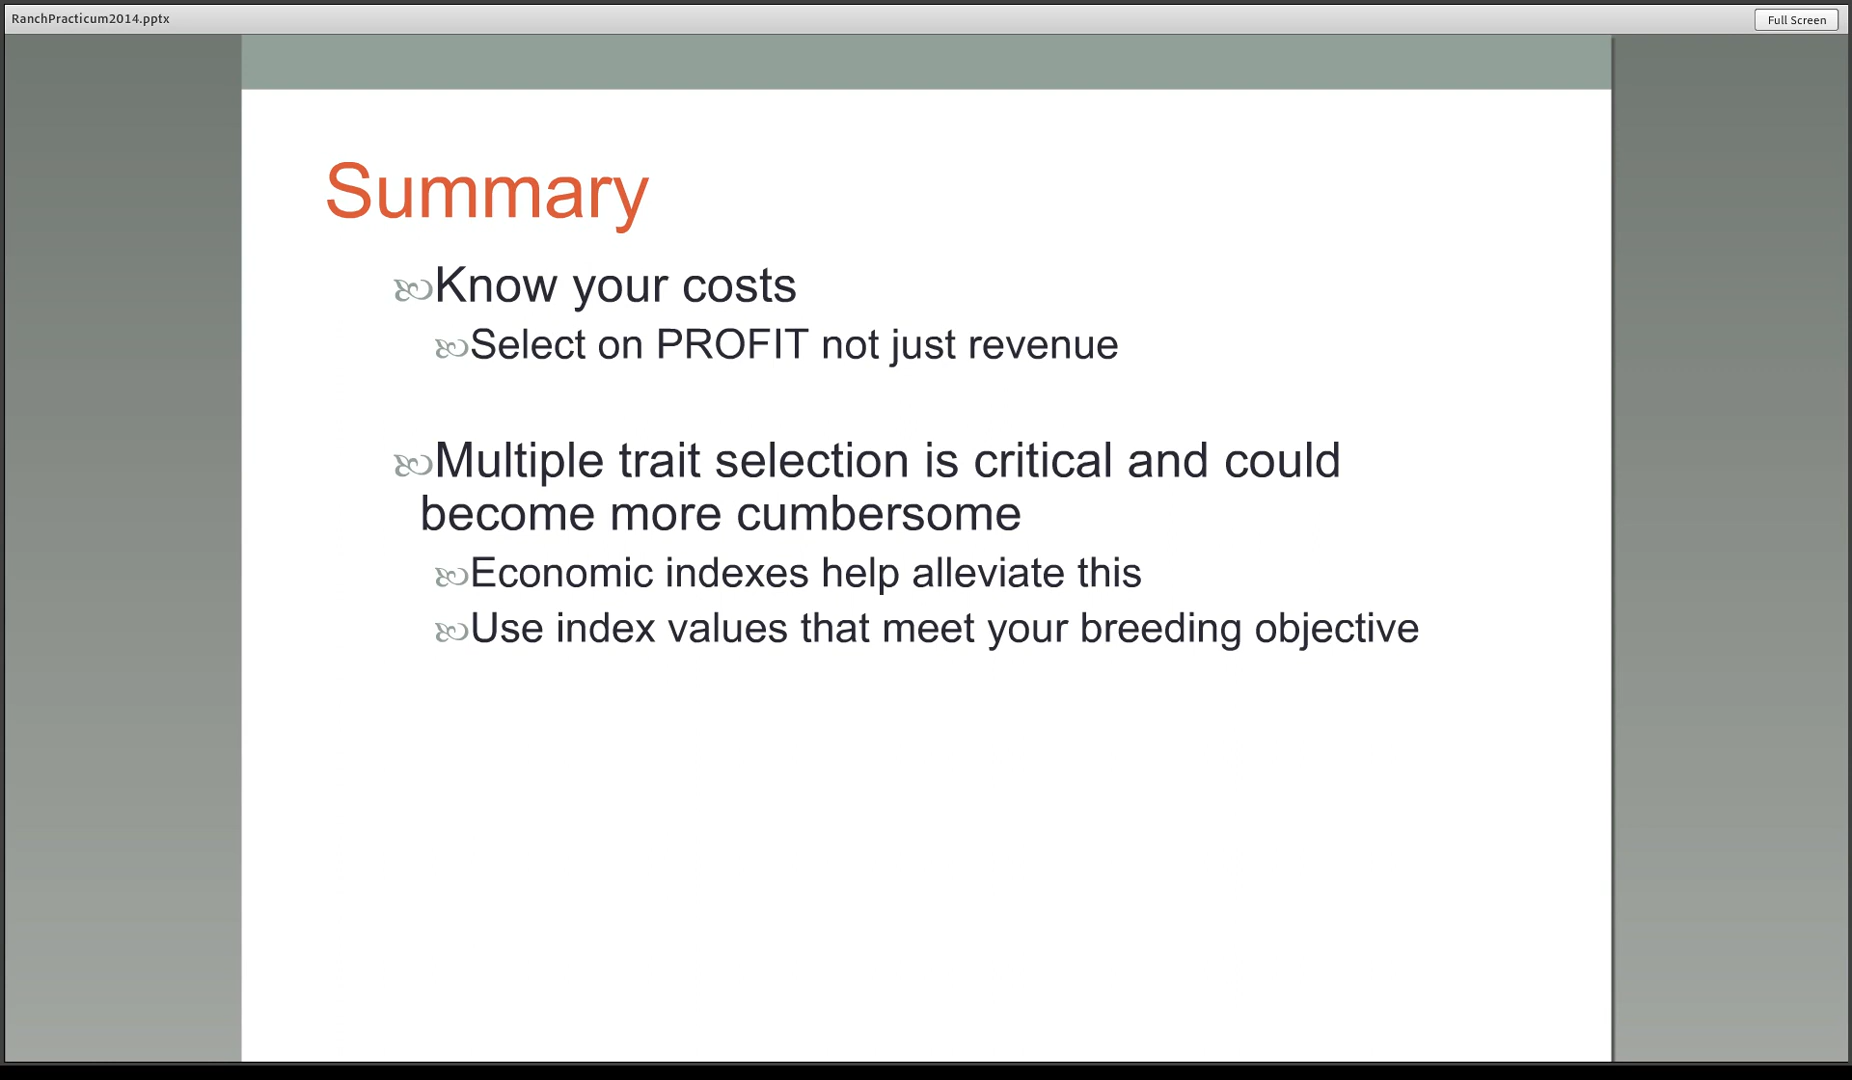 RanchPracticum2014.pptx
Full Screen
Summary
Know your costs
Select on PROFIT not just revenue
Multiple trait selection is critical and could
become more cumbersome
Economic indexes help alleviate this
Use index values that meet your breeding objective